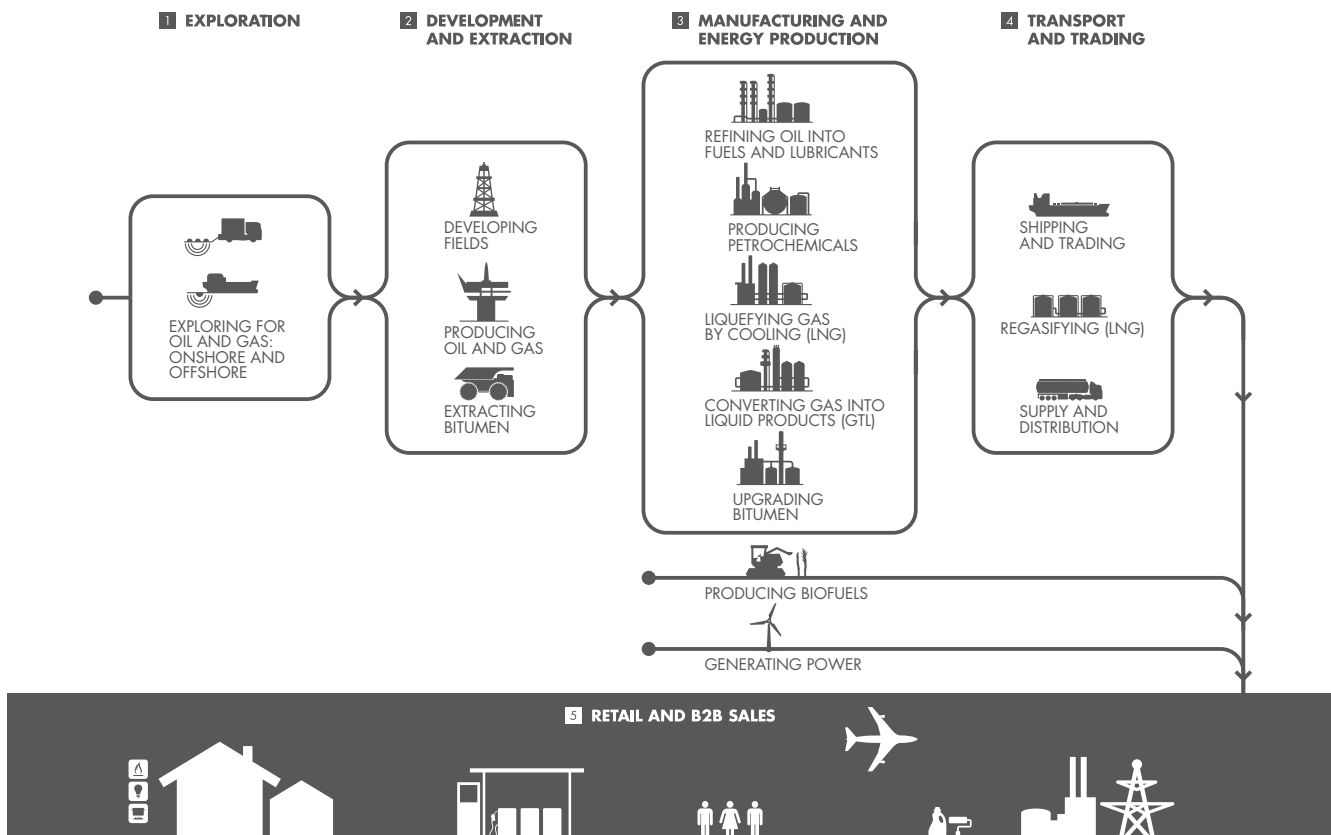 1 EXPLORATION
2 DEVELOPMENT
AND EXTRACTION
3 MANUFACTURING AND
ENERGY PRODUCTION
4 TRANSPORT
AND TRADING
EXPLORING FOR
OIL AND GAS:
ONSHORE AND
OFFSHORE
DEVELOPING
FIELDS
PRODUCING
OIL AND GAS
EXTRACTING
BITUMEN
REFINING OIL INTO
FUELS AND LUBRICANTS
PRODUCING
PETROCHEMICALS
LIQUEFYING GAS
BY COOLING (LNG)
CONVERTING GAS INTO
LIQUID PRODUCTS (GTL)
UPGRADING
BITUMEN
SHIPPING
AND TRADING
REGASIFYING (LNG)
SUPPLY AND
DISTRIBUTION
PRODUCING BIOFUELS
GENERATING POWER
5 RETAIL AND B2B SALES